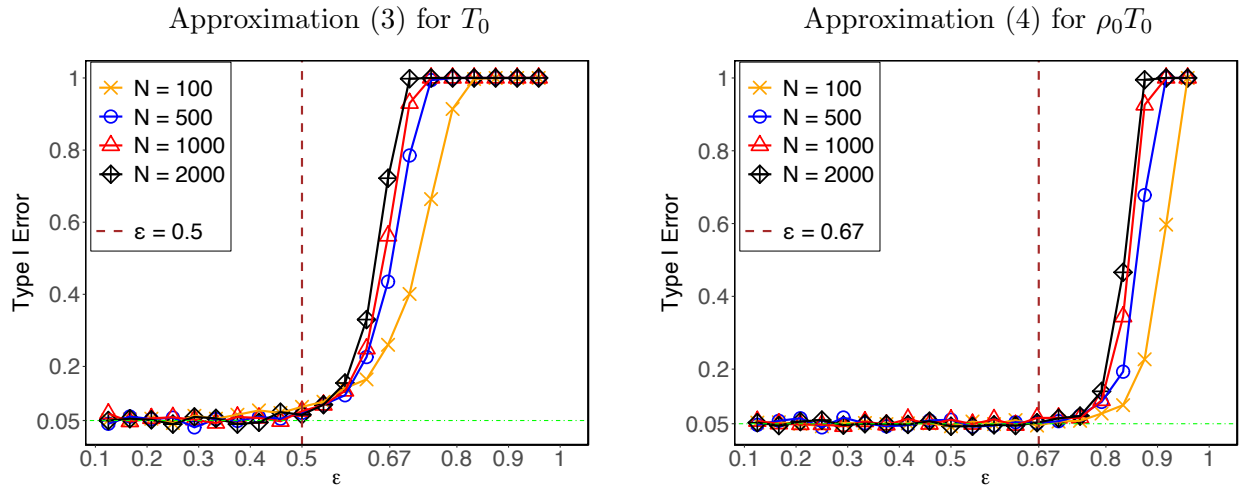 Approximation (3) for T₀
Type I Error
1
0.8
0.6
0.4
0.2
0.05
N = 100
N = 500
N = 1000
N = 2000
ε = 0.5
0.1 0.2 0.3 0.4 0.5 0.67 0.8 0.9 1
ε
Approximation (4) for ρ₀T₀
Type I Error
1
0.8
0.6
0.4
0.2
0.05
N = 100
N = 500
N = 1000
N = 2000
ε = 0.67
0.1 0.2 0.3 0.4 0.5 0.67 0.8 0.9 1
ε